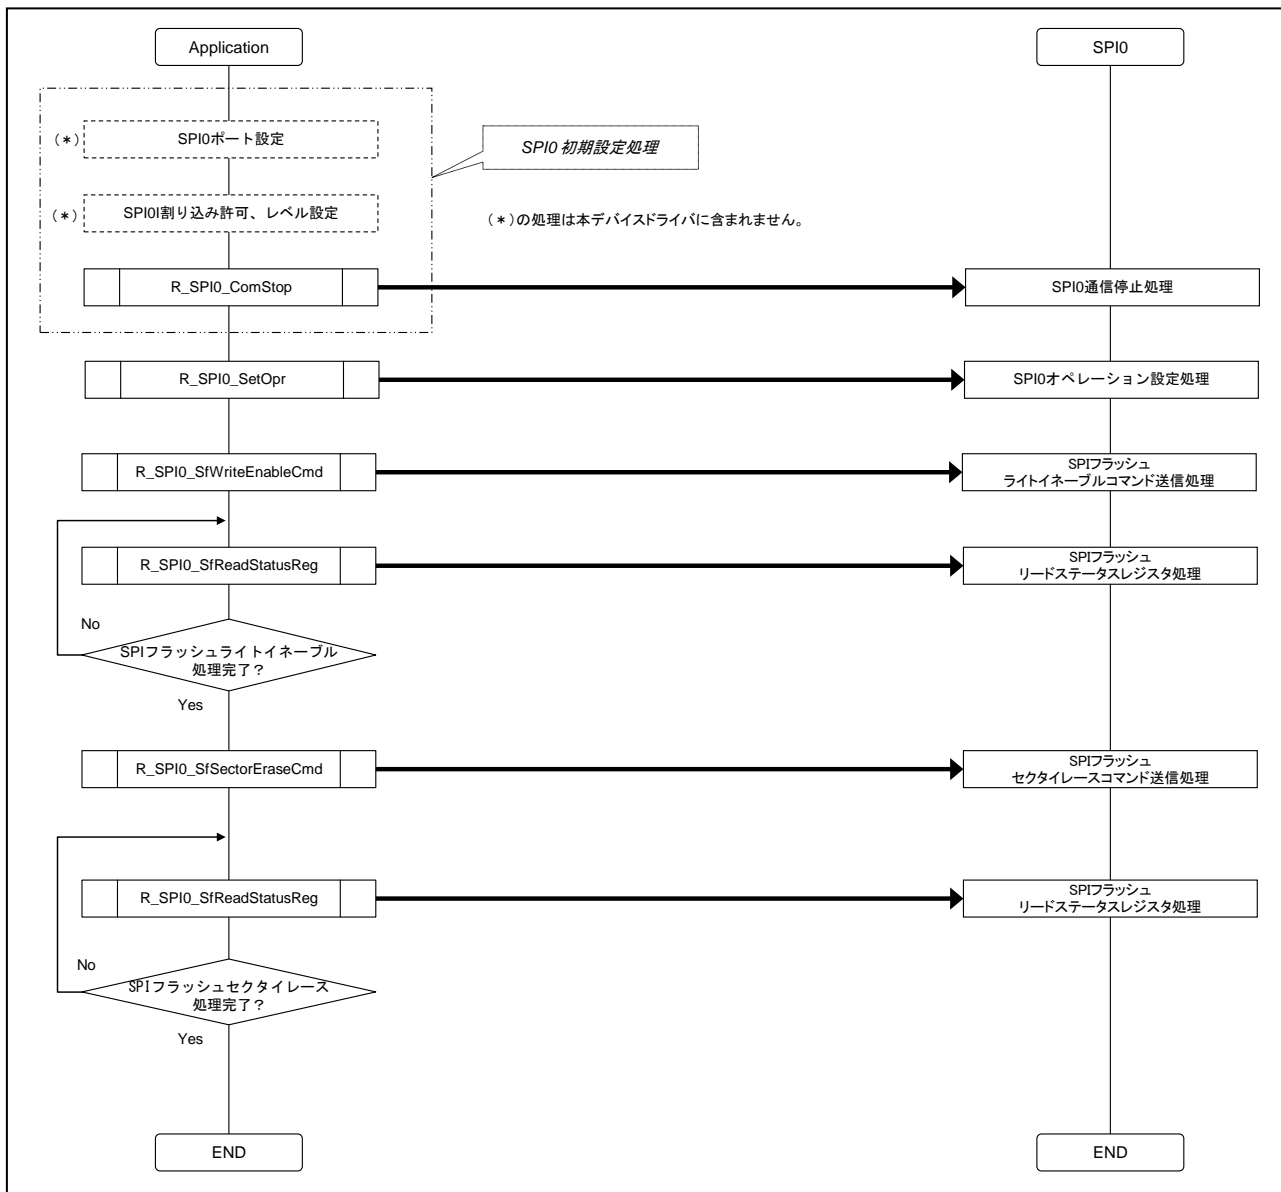 Application
SPI0
(*)
SPI0ポート設定
SPI0 初期設定処理
(*)
SPI0I割り込み許可、レベル設定
(*)の処理は本デバイスドライバに含まれません。
R_SPI0_ComStop
SPI0通信停止処理
R_SPI0_SetOpr
SPI0オペレーション設定処理
R_SPI0_SfWriteEnableCmd
SPIフラッシュ
ライトイネーブルコマンド送信処理
R_SPI0_SfReadStatusReg
SPIフラッシュ
リードステータスレジスタ処理
No
SPIフラッシュライトイネーブル
処理完了?
Yes
R_SPI0_SfSectorEraseCmd
SPIフラッシュ
セクタイレースコマンド送信処理
R_SPI0_SfReadStatusReg
SPIフラッシュ
リードステータスレジスタ処理
No
SPIフラッシュセクタイレース
処理完了?
Yes
END
END